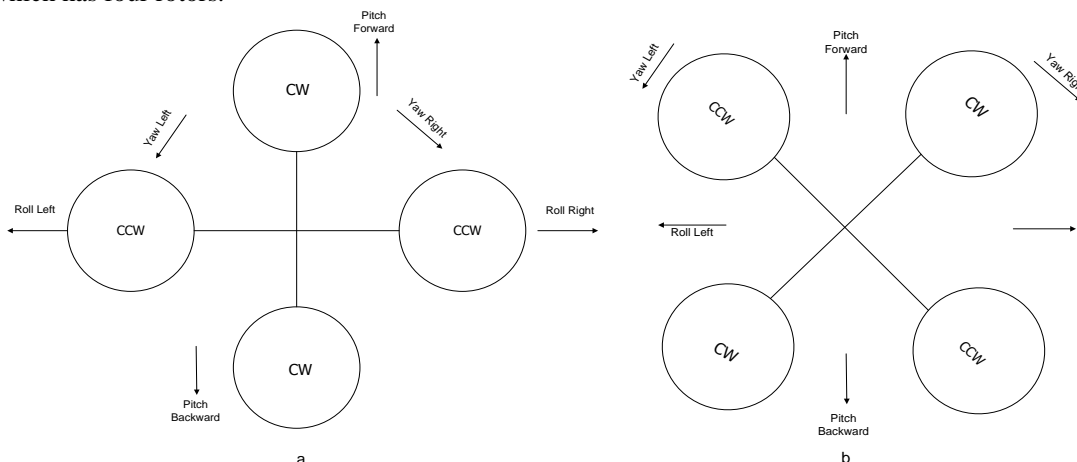 which has four rotors.
Pitch
Forward
CW
Yaw Left
Yaw Right
Roll Left
CCW
CCW
Roll Right
CW
Pitch
Backward
a
Yaw Left
CCW
Pitch
Forward
CW
Roll Left
CW
CCW
Pitch
Backward
b